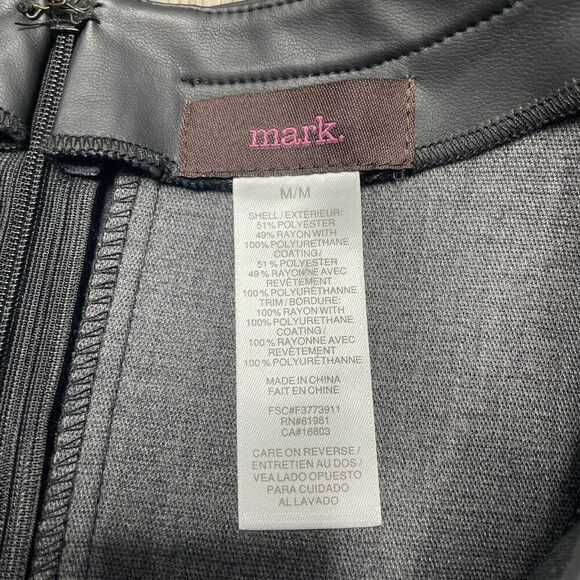 mark.
M/M
SHELL/EXTÉRIEUR:
51% POLYESTER
49% RAYON WITH
100% POLYURETHANE
COATING/
51% POLYESTER
49% RAYONNE AVEC
REVÊTEMENT
100% POLYURÉTHANNE
TRIM/BORDURE:
100% RAYON WITH
100% POLYURETHANE
COATING/
100% RAYONNE AVEC
REVÊTEMENT
100% POLYURÉTHANNE
MADE IN CHINA
FAIT EN CHINE
FSC#F3773911
RN#61981
CA#16803
CARE ON REVERSE/
ENTRETIEN AU DOS/
VEA LADO OPUESTO
PARA CUIDADO
AL LAVADO